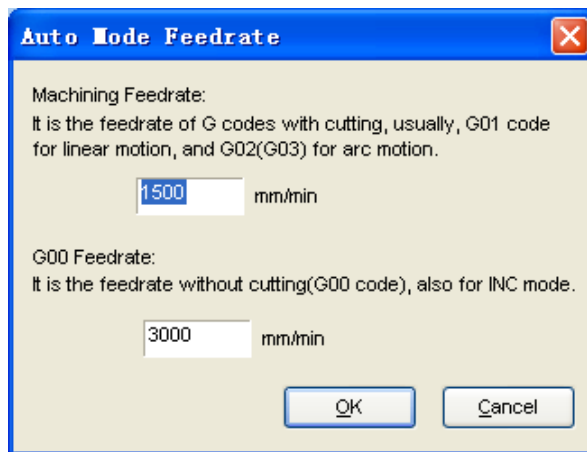 Auto Mode Feedrate
Machining Feedrate:
It is the feedrate of G codes with cutting, usually, G01 code
for linear motion, and G02(G03) for arc motion.
1500 mm/min
G00 Feedrate:
It is the feedrate without cutting(G00 code), also for INC mode.
3000 mm/min
OK Cancel